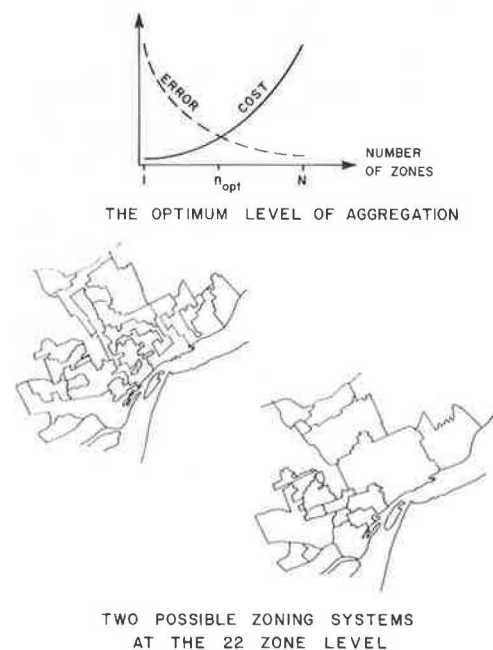 ERROR
COST
NUMBER
OF ZONES
1
n_opt
N
THE OPTIMUM LEVEL OF AGGREGATION
TWO POSSIBLE ZONING SYSTEMS
AT THE 22 ZONE LEVEL